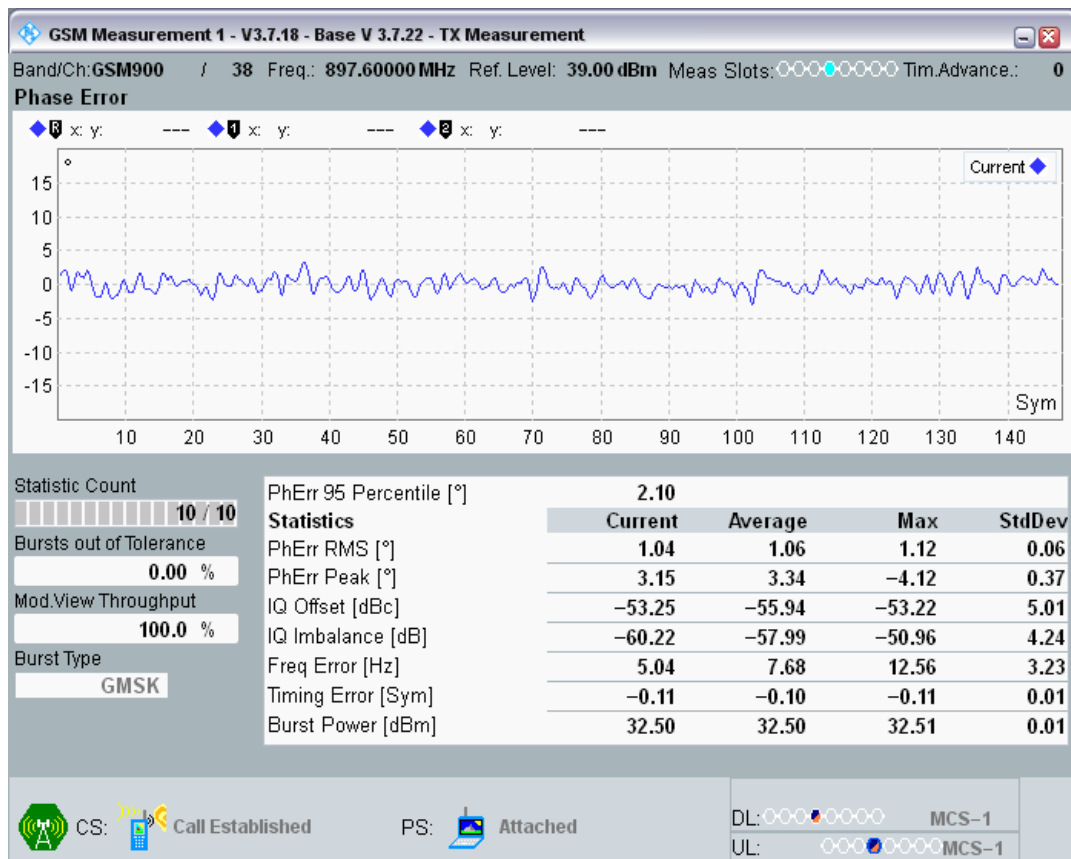 GSM Measurement 1 - V3.7.18 - Base V 3.7.22 - TX Measurement
Band/Ch:GSM900 / 38 Freq.: 897.60000 MHz Ref. Level: 39.00 dBm Meas Slots: Tim.Advance.: 0
Phase Error
R x: y: --- 1 x: y: --- 2 x: y: ---
°
Current
15
10
5
0
-5
-10
-15
Sym
10 20 30 40 50 60 70 80 90 100 110 120 130 140
Statistic Count
10 / 10
Bursts out of Tolerance
0.00 %
Mod.View Throughput
100.0 %
Burst Type
GMSK
PhErr 95 Percentile [°] 2.10
Statistics Current Average Max StdDev
PhErr RMS [°] 1.04 1.06 1.12 0.06
PhErr Peak [°] 3.15 3.34 −4.12 0.37
IQ Offset [dBc] −53.25 −55.94 −53.22 5.01
IQ Imbalance [dB] −60.22 −57.99 −50.96 4.24
Freq Error [Hz] 5.04 7.68 12.56 3.23
Timing Error [Sym] −0.11 −0.10 −0.11 0.01
Burst Power [dBm] 32.50 32.50 32.51 0.01
CS: Call Established PS: Attached
DL: MCS−1
UL: MCS−1